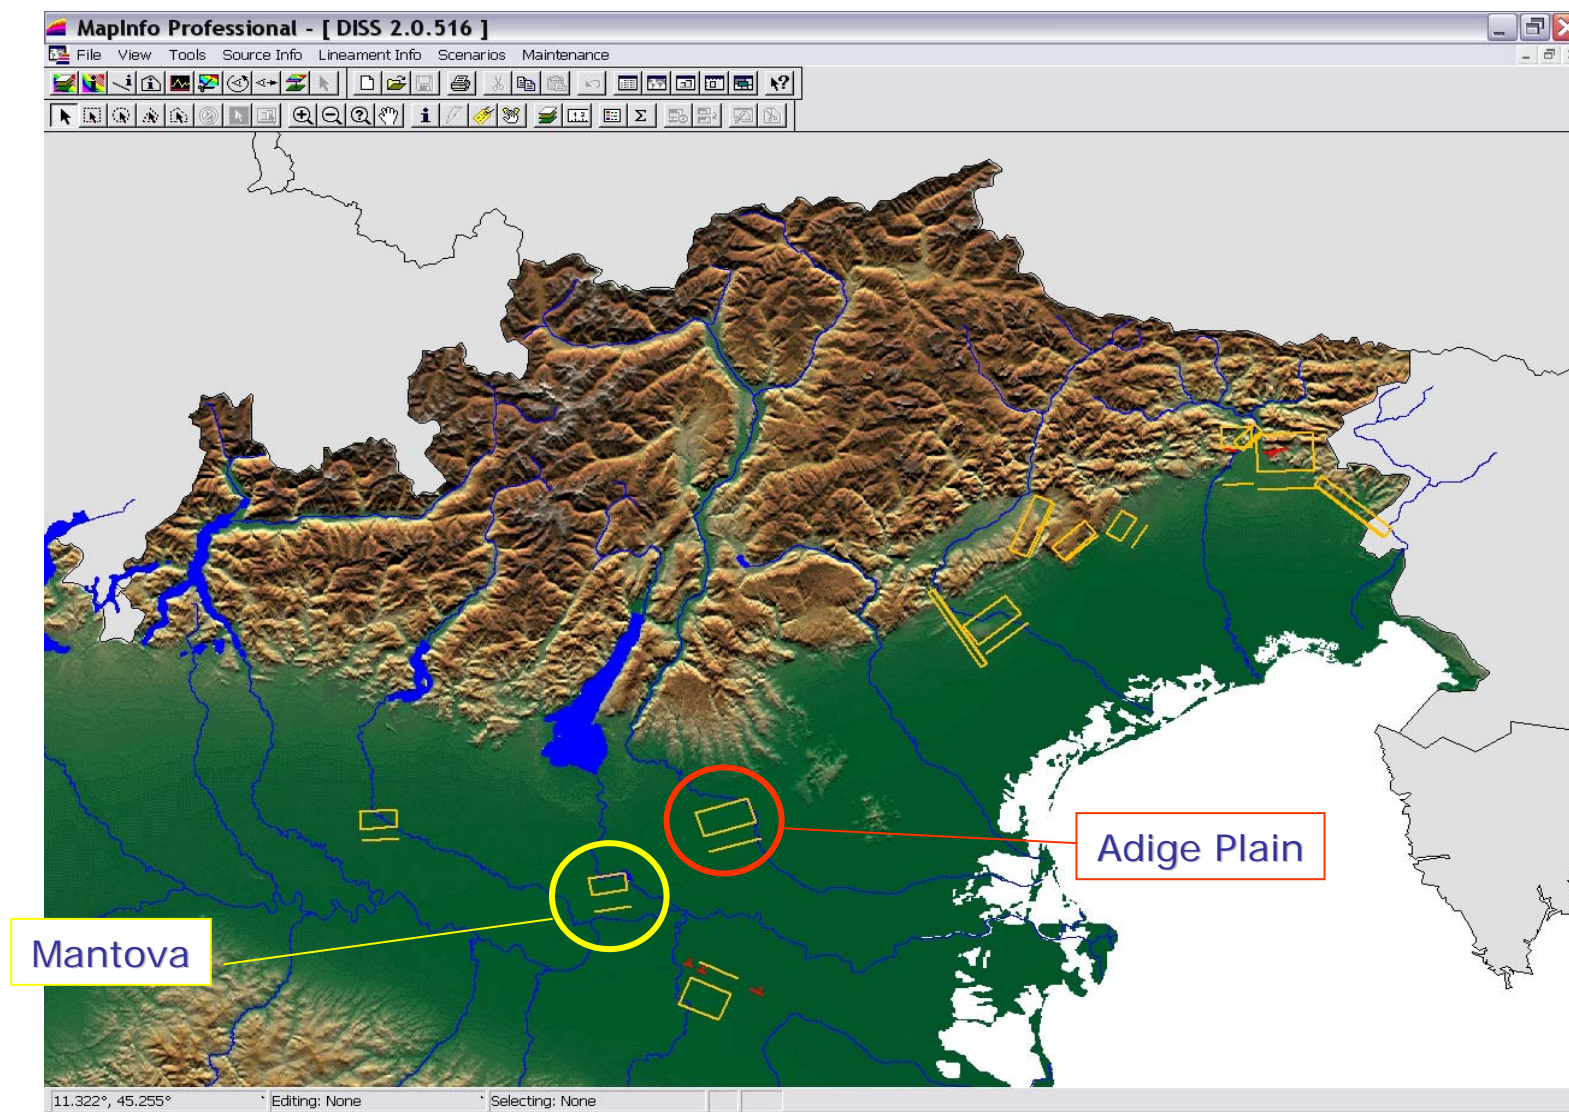 MapInfo Professional - [ DISS 2.0.516 ]
File View Tools Source Info Lineament Info Scenarios Maintenance
Adige Plain
Mantova
11.322°, 45.255° Editing: None Selecting: None